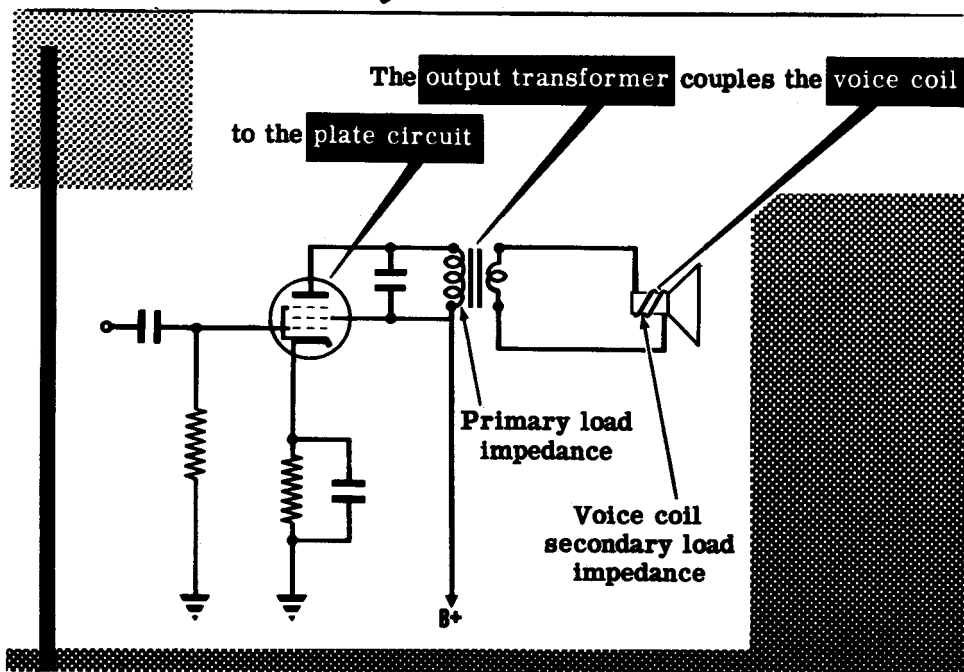 The output transformer couples the voice coil
to the plate circuit
Primary load
impedance
Voice coil
secondary load
impedance
B+